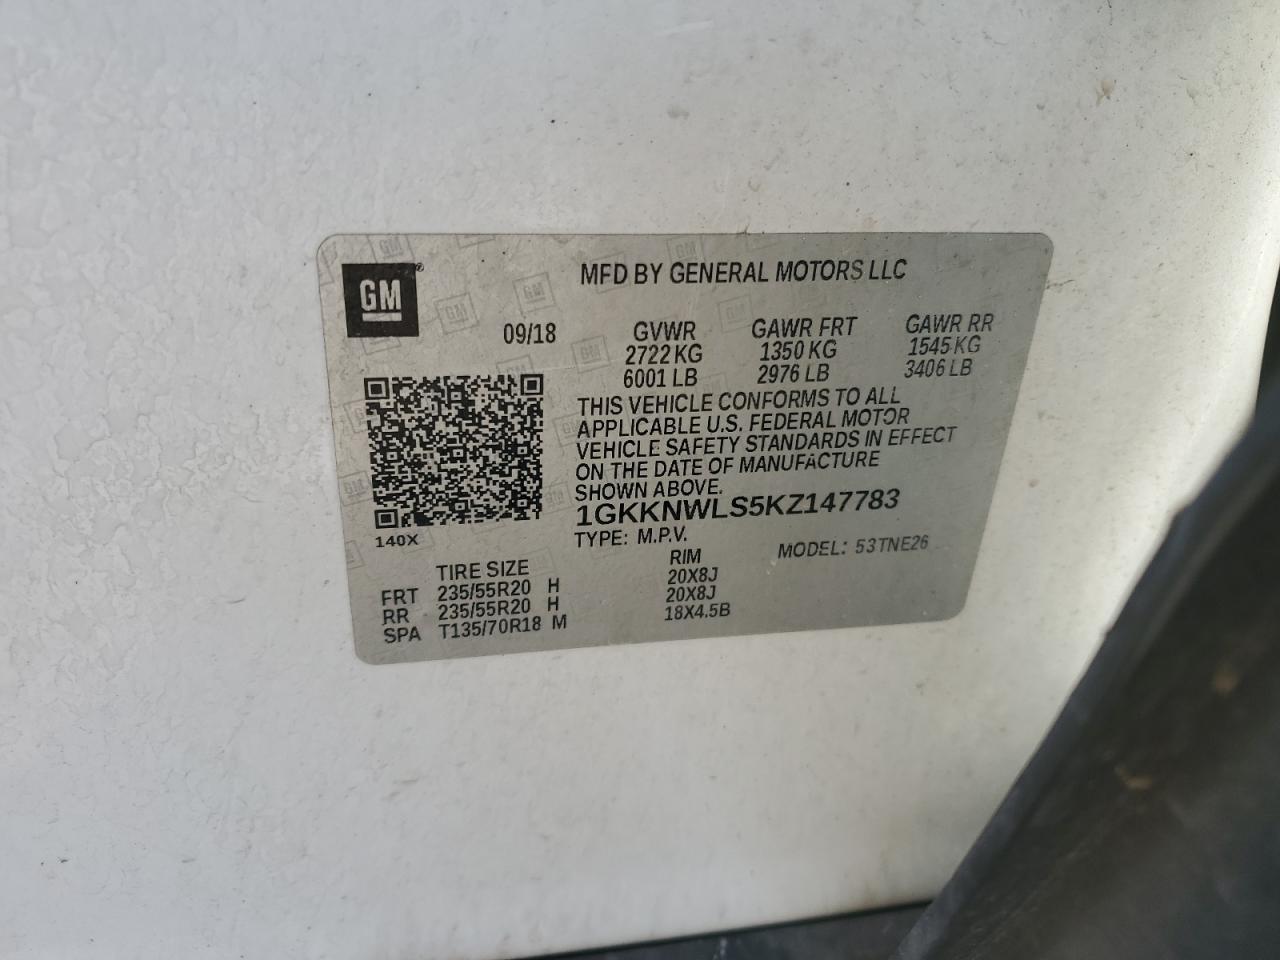 GM
MFD BY GENERAL MOTORS LLC
09/18 GVWR GAWR FRT GAWR RR
2722 KG 1350 KG 1545 KG
6001 LB 2976 LB 3406 LB
THIS VEHICLE CONFORMS TO ALL
APPLICABLE U.S. FEDERAL MOTOR
VEHICLE SAFETY STANDARDS IN EFFECT
ON THE DATE OF MANUFACTURE
SHOWN ABOVE.
1GKKNWLS5KZ147783
140X
TYPE: M.P.V. MODEL: 53TNE26
TIRE SIZE RIM
FRT 235/55R20 H 20X8J
RR 235/55R20 H 20X8J
SPA T135/70R18 M 18X4.5B